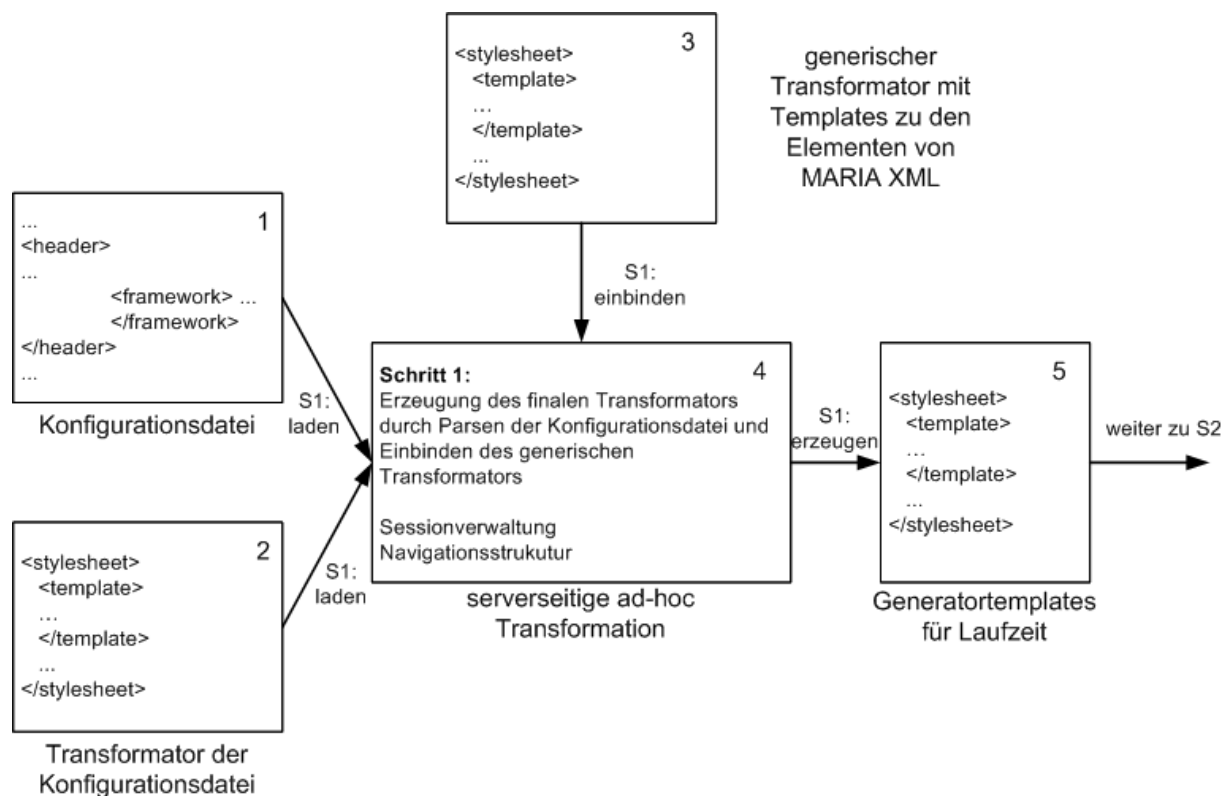 3
<stylesheet>
<template>
...
</template>
...
</stylesheet>
generischer
Transformator mit
Templates zu den
Elementen von
MARIA XML
1
...
<header>
...
<framework> ...
</framework>
</header>
...
Konfigurationsdatei
S1:
laden
S1:
einbinden
2
<stylesheet>
<template>
...
</template>
...
</stylesheet>
Transformator der
Konfigurationsdatei
S1:
laden
4
Schritt 1:
Erzeugung des finalen Transformators
durch Parsen der Konfigurationsdatei und
Einbinden des generischen
Transformators
Sessionverwaltung
Navigationsstrukutur
serverseitige ad-hoc
Transformation
S1:
erzeugen
5
<stylesheet>
<template>
...
</template>
...
</stylesheet>
Generatortemplates
für Laufzeit
weiter zu S2